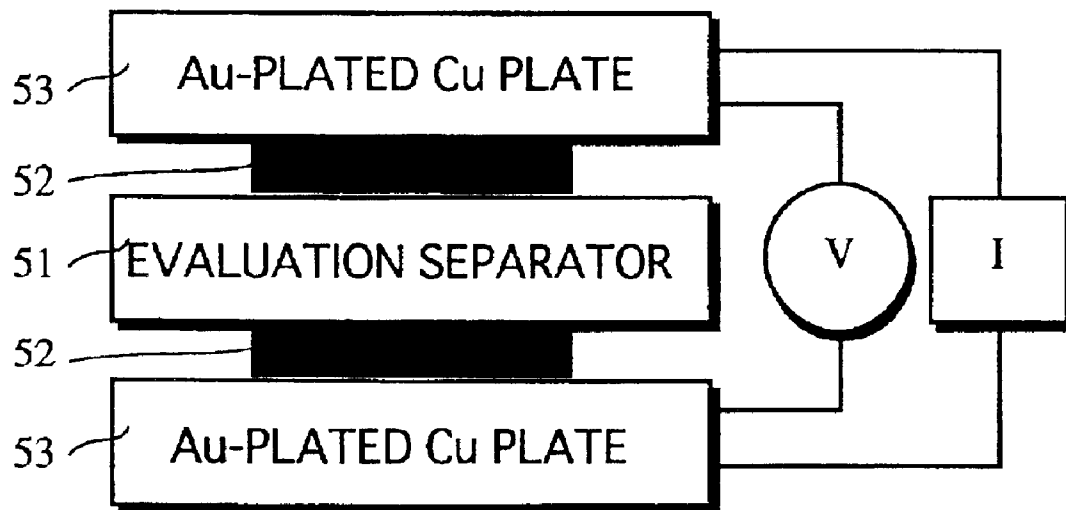 53
Au-PLATED Cu PLATE
52
51
EVALUATION SEPARATOR
V
I
52
53
Au-PLATED Cu PLATE